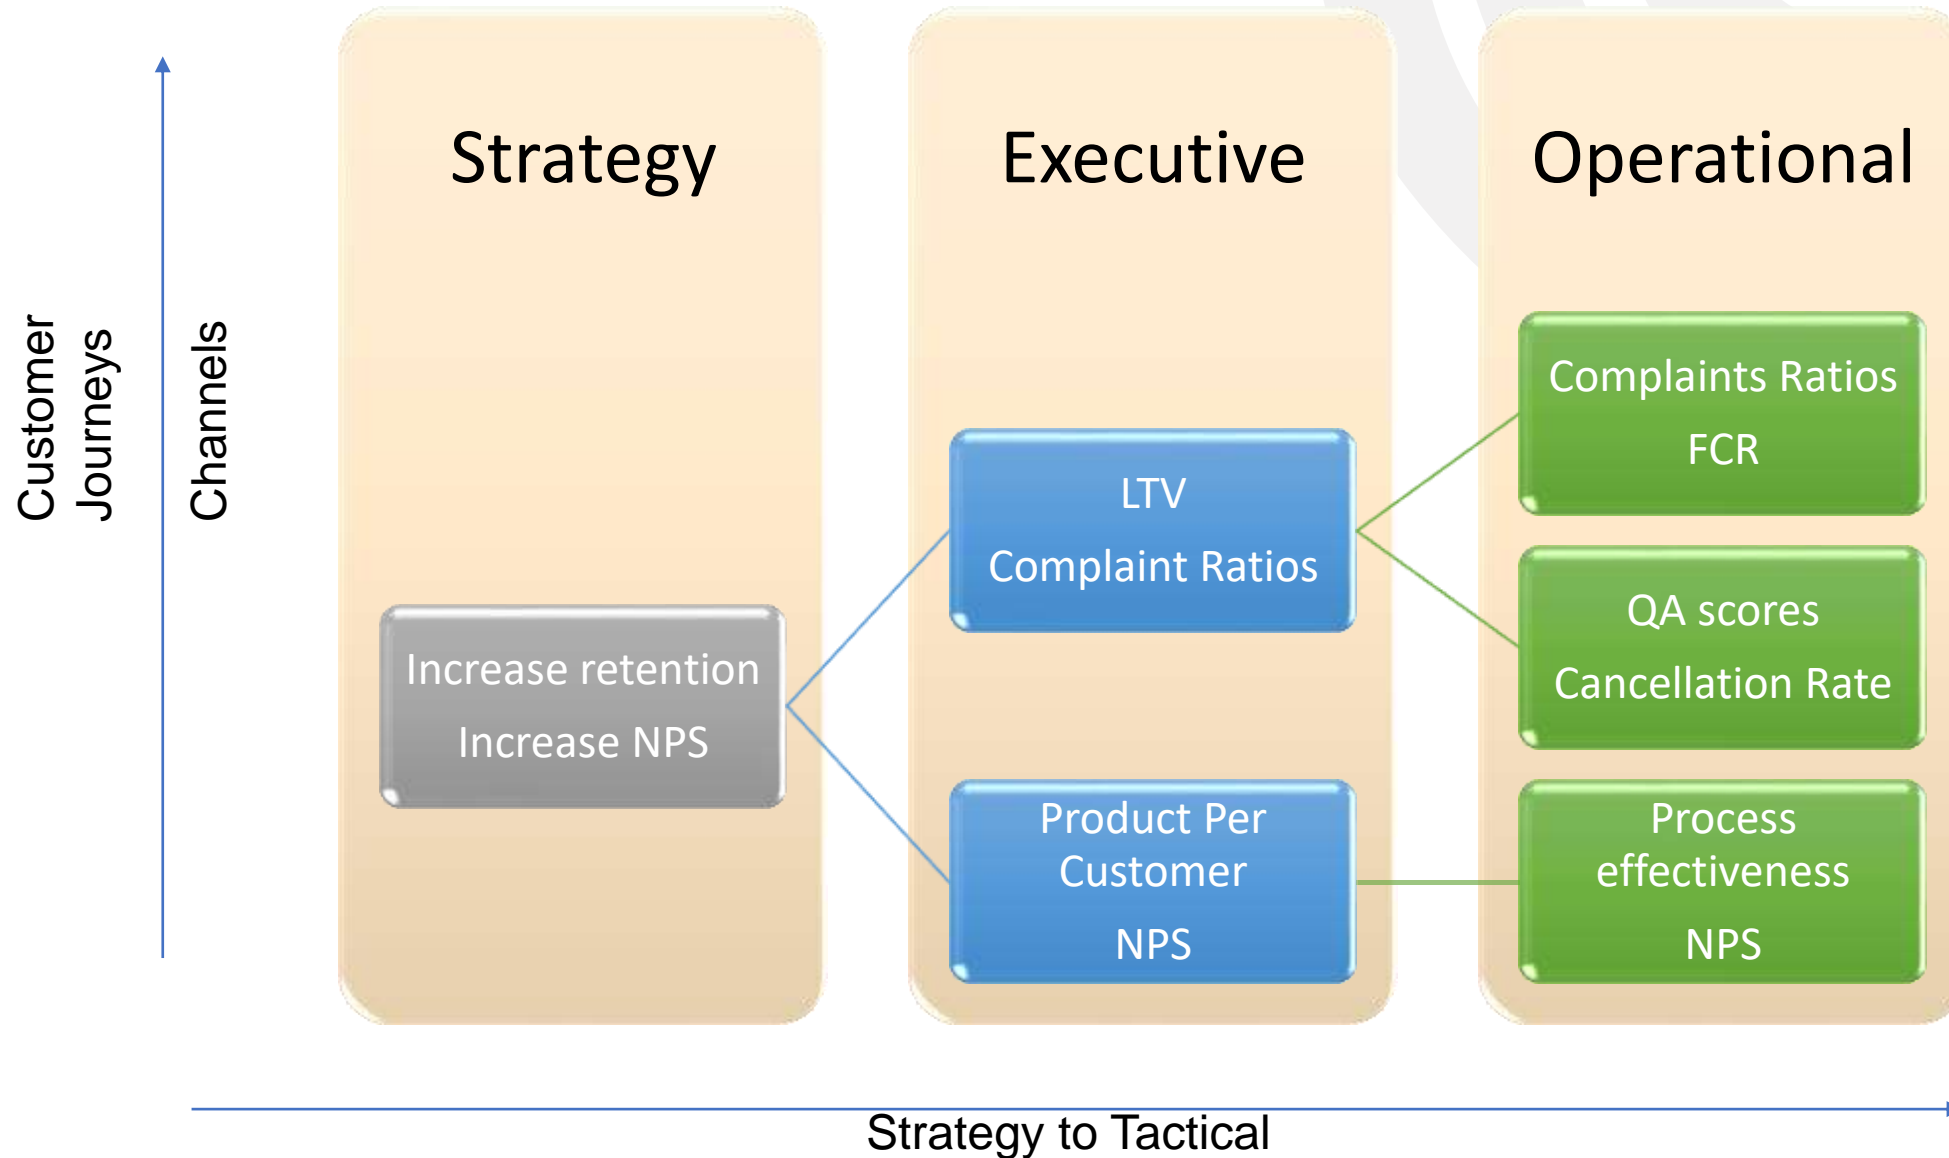 Customer
Journeys
Channels
Strategy
Increase retention
Increase NPS
Executive
LTV
Complaint Ratios
Product Per
Customer
NPS
Operational
Complaints Ratios
FCR
QA scores
Cancellation Rate
Process
effectiveness
NPS
Strategy to Tactical